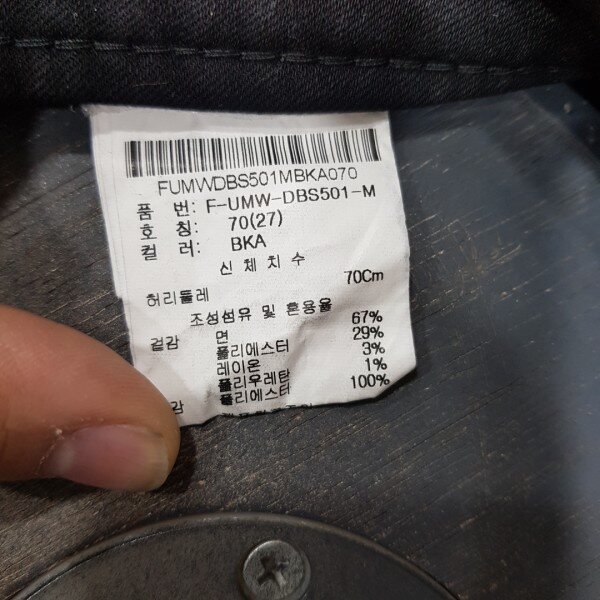 FUMWDBS501MBKA070
품 번: F-UMW-DBS501-M
호 칭: 70(27)
컬 러: BKA
신체치수
허리둘레 70Cm
조성섬유 및 혼용율
겉감 면 67%
폴리에스터 29%
레이온 3%
폴리우레탄 1%
감 폴리에스터 100%